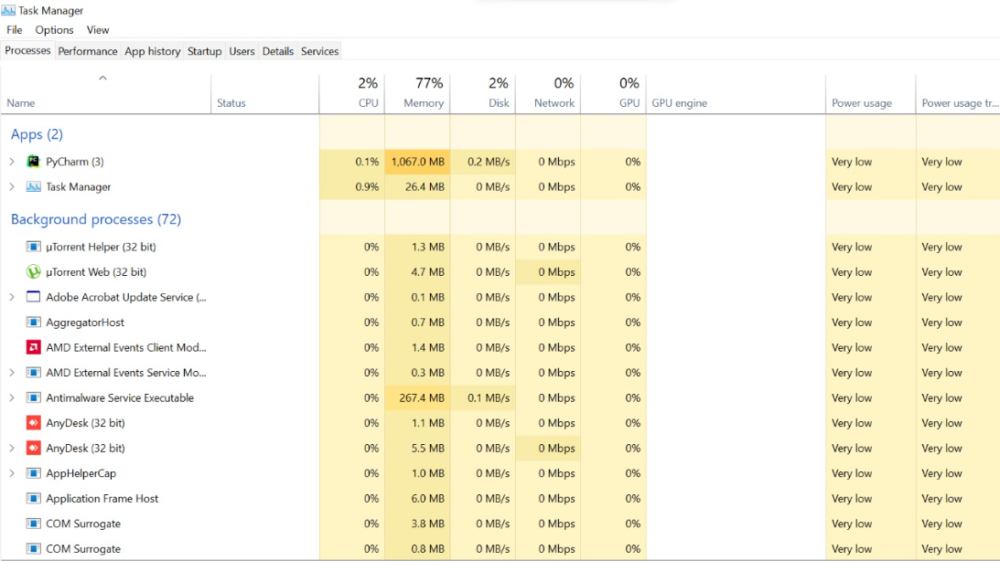 Task Manager
File Options View
Processes Performance App history Startup Users Details Services
2% 77% 2% 0% 0%
Name Status CPU Memory Disk Network GPU GPU engine Power usage Power usage tr...
Apps (2)
PyCharm (3) 0.1% 1,067.0 MB 0.2 MB/s 0 Mbps 0% Very low Very low
Task Manager 0.9% 26.4 MB 0 MB/s 0 Mbps 0% Very low Very low
Background processes (72)
µTorrent Helper (32 bit) 0% 1.3 MB 0 MB/s 0 Mbps 0% Very low Very low
µTorrent Web (32 bit) 0% 4.7 MB 0 MB/s 0 Mbps 0% Very low Very low
Adobe Acrobat Update Service (... 0% 0.1 MB 0 MB/s 0 Mbps 0% Very low Very low
AggregatorHost 0% 0.7 MB 0 MB/s 0 Mbps 0% Very low Very low
AMD External Events Client Mod... 0% 1.4 MB 0 MB/s 0 Mbps 0% Very low Very low
AMD External Events Service Mo... 0% 0.3 MB 0 MB/s 0 Mbps 0% Very low Very low
Antimalware Service Executable 0% 267.4 MB 0.1 MB/s 0 Mbps 0% Very low Very low
AnyDesk (32 bit) 0% 1.1 MB 0 MB/s 0 Mbps 0% Very low Very low
AnyDesk (32 bit) 0% 5.5 MB 0 MB/s 0 Mbps 0% Very low Very low
AppHelperCap 0% 1.0 MB 0 MB/s 0 Mbps 0% Very low Very low
Application Frame Host 0% 6.0 MB 0 MB/s 0 Mbps 0% Very low Very low
COM Surrogate 0% 3.8 MB 0 MB/s 0 Mbps 0% Very low Very low
COM Surrogate 0% 0.8 MB 0 MB/s 0 Mbps 0% Very low Very low